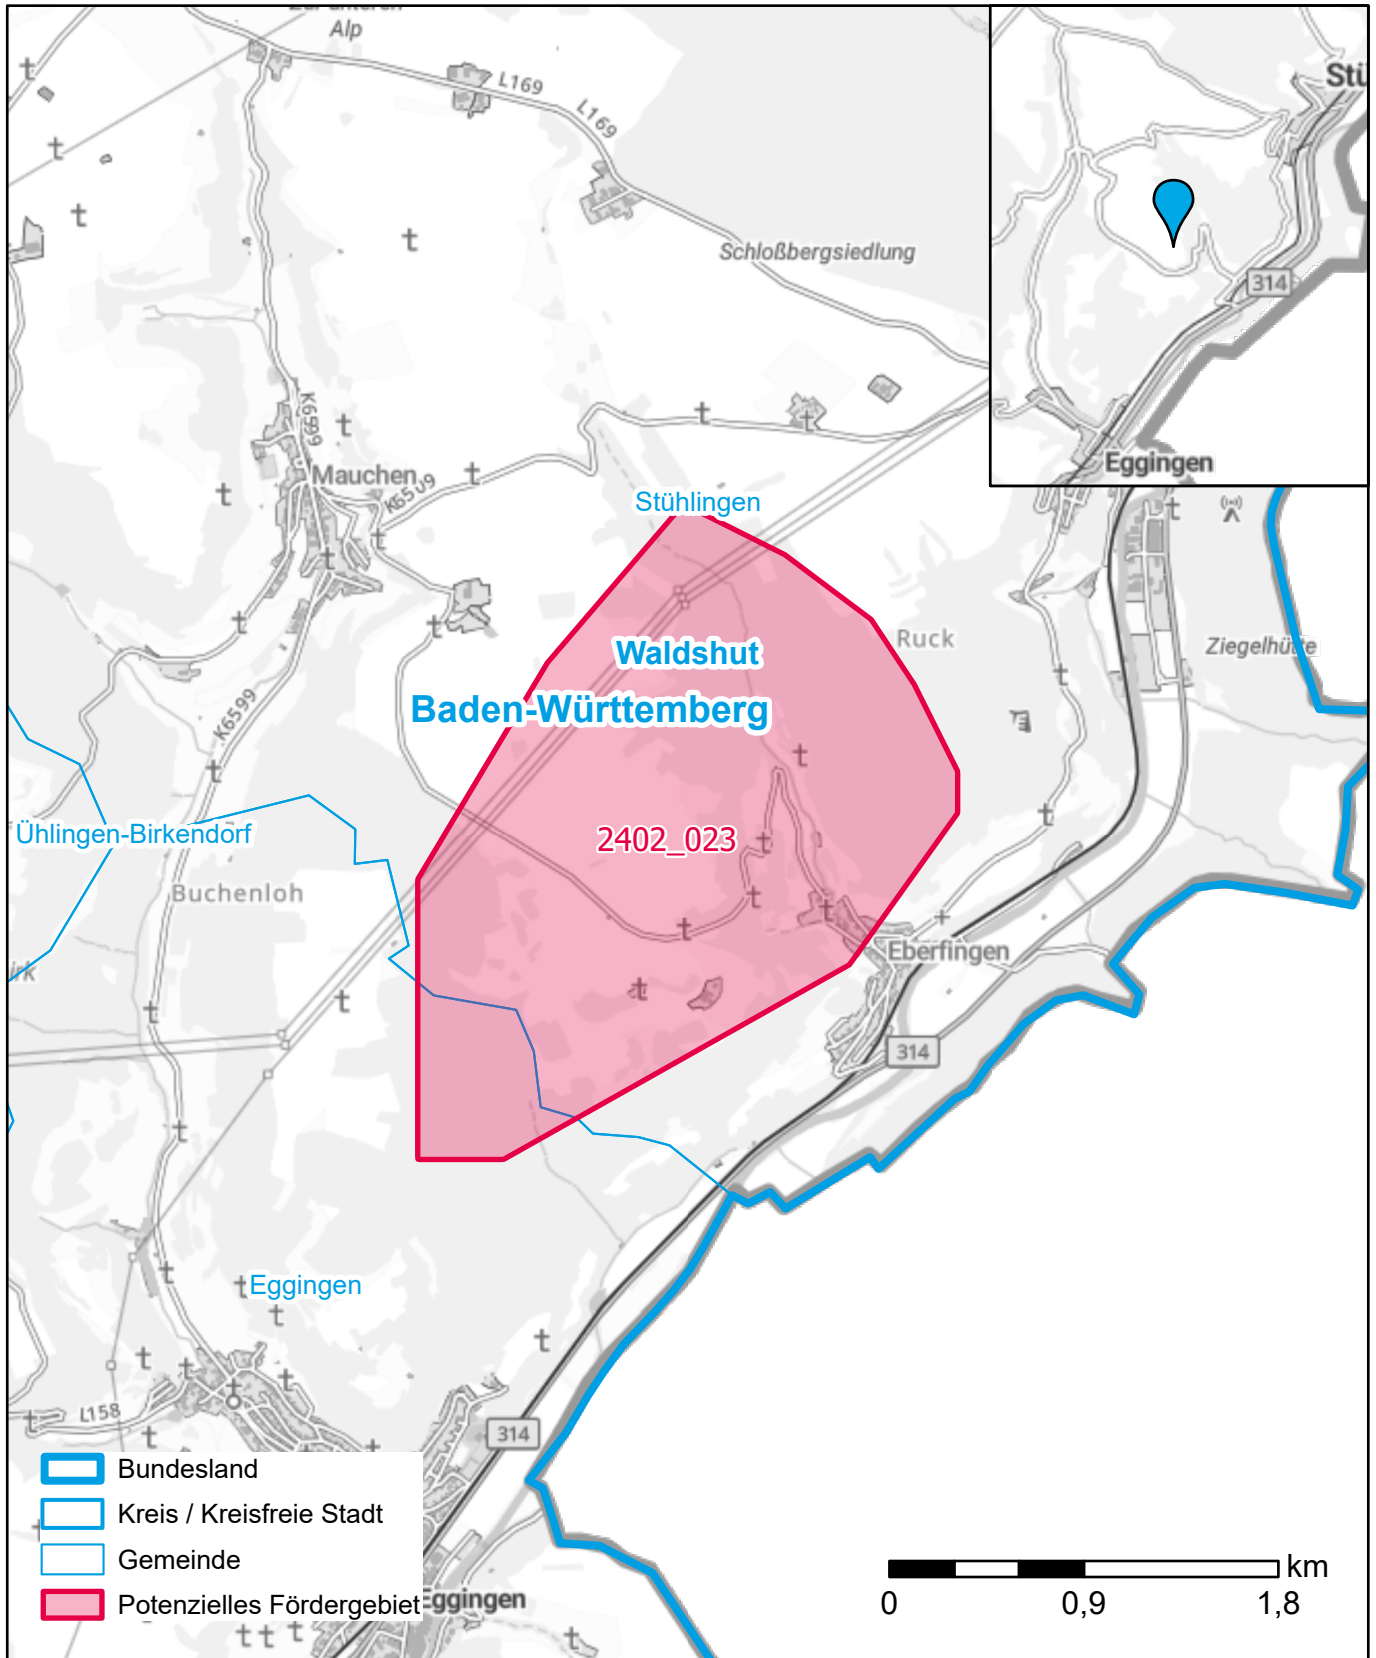 Alp
L169
L169
Stü
Schloßbergsiedlung
314
K6599
Mauchen
K6509
Eggingen
Stühlingen
Ruck
Ziegelhütte
Waldshut
Baden-Württemberg
K6599
Ühlingen-Birkendorf
2402_023
Buchenloh
Eberfingen
irk
314
Eggingen
L158
314
Bundesland
Kreis / Kreisfreie Stadt
Gemeinde
Potenzielles Fördergebiet
Eggingen
km
0
0,9
1,8